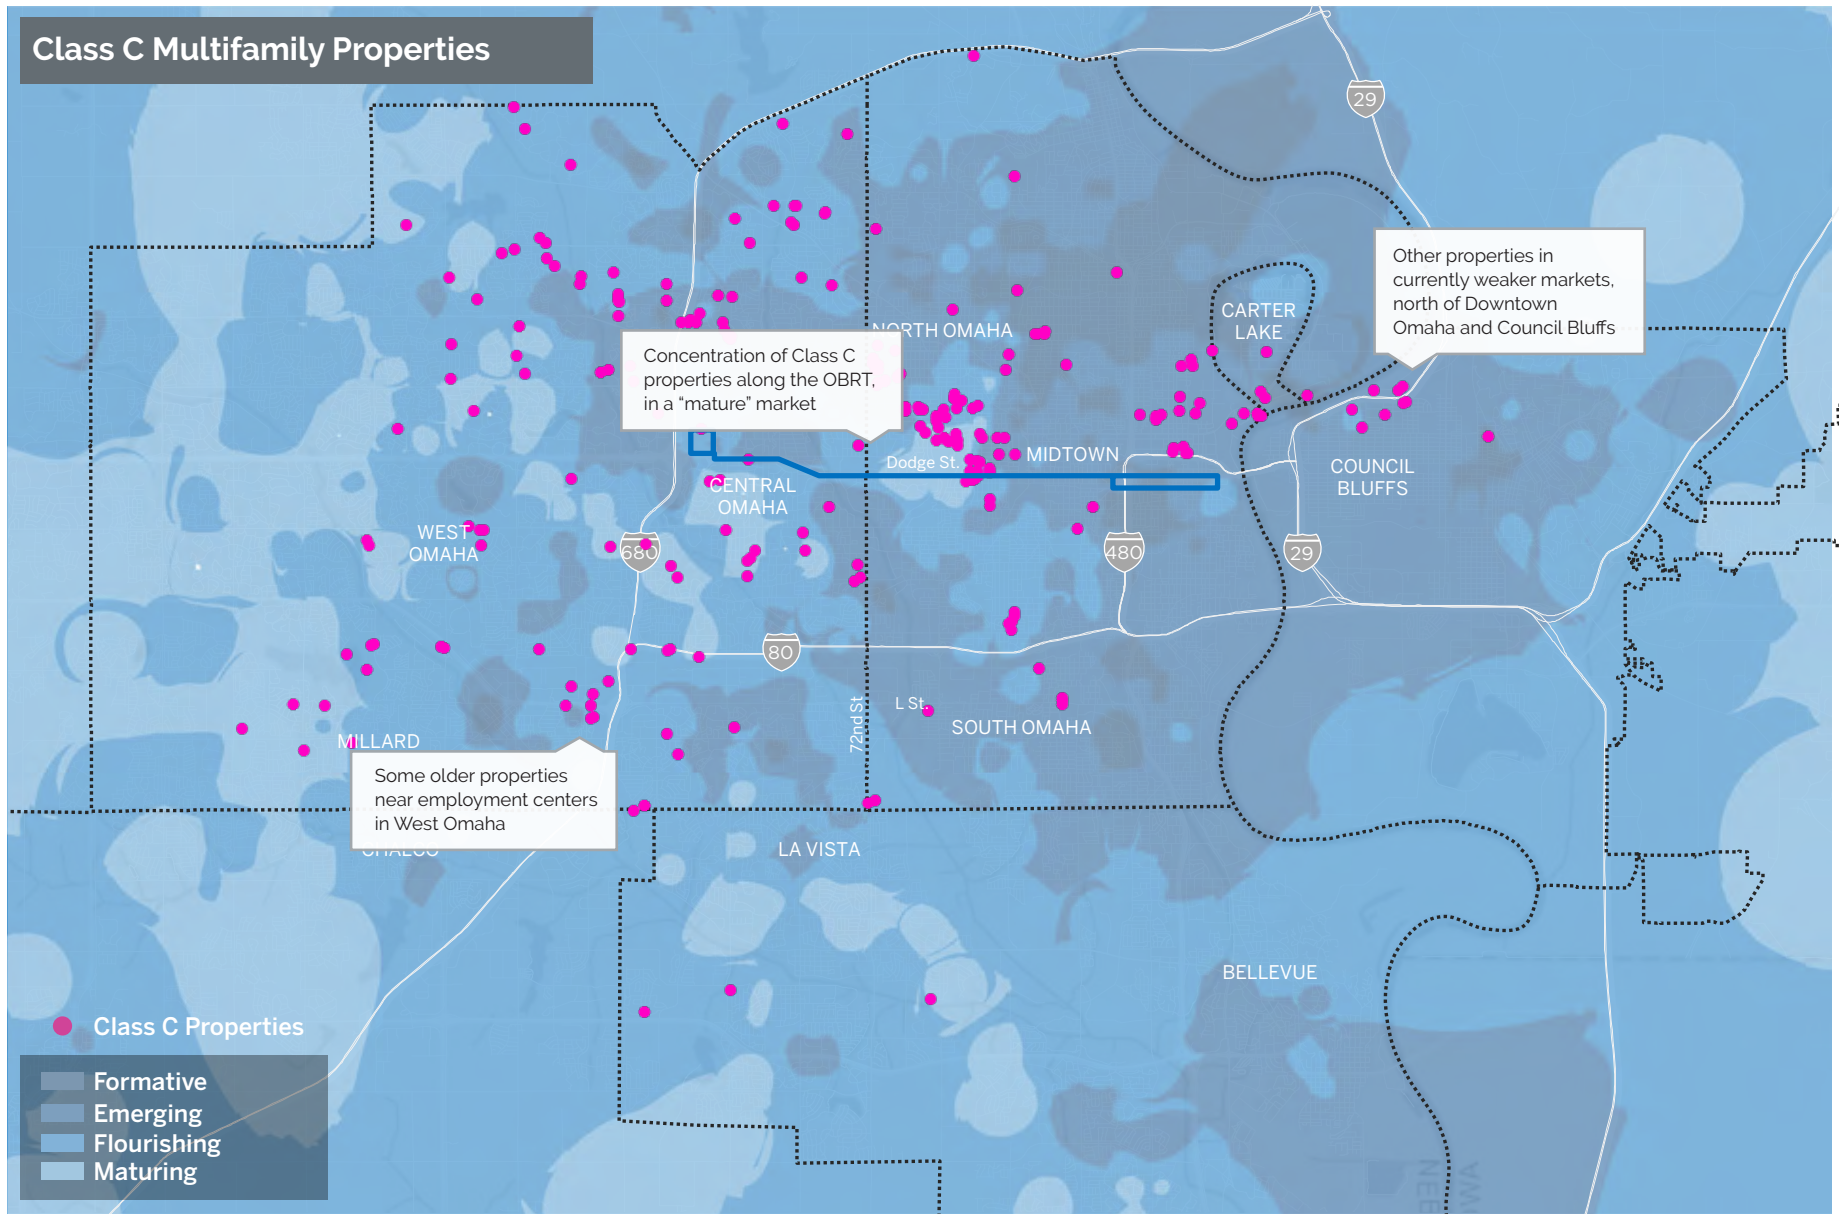 Class C Multifamily Properties
29
Other properties in
currently weaker markets,
north of Downtown
Omaha and Council Bluffs
CARTER
LAKE
NORTH OMAHA
Concentration of Class C
properties along the OBRT,
in a “mature” market
Dodge St.
MIDTOWN
COUNCIL
BLUFFS
CENTRAL
OMAHA
WEST
OMAHA
680
480
29
80
72nd St
L St.
SOUTH OMAHA
MILLARD
Some older properties
near employment centers
in West Omaha
CHALCO
LA VISTA
BELLEVUE
Class C Properties
Formative
Emerging
Flourishing
Maturing